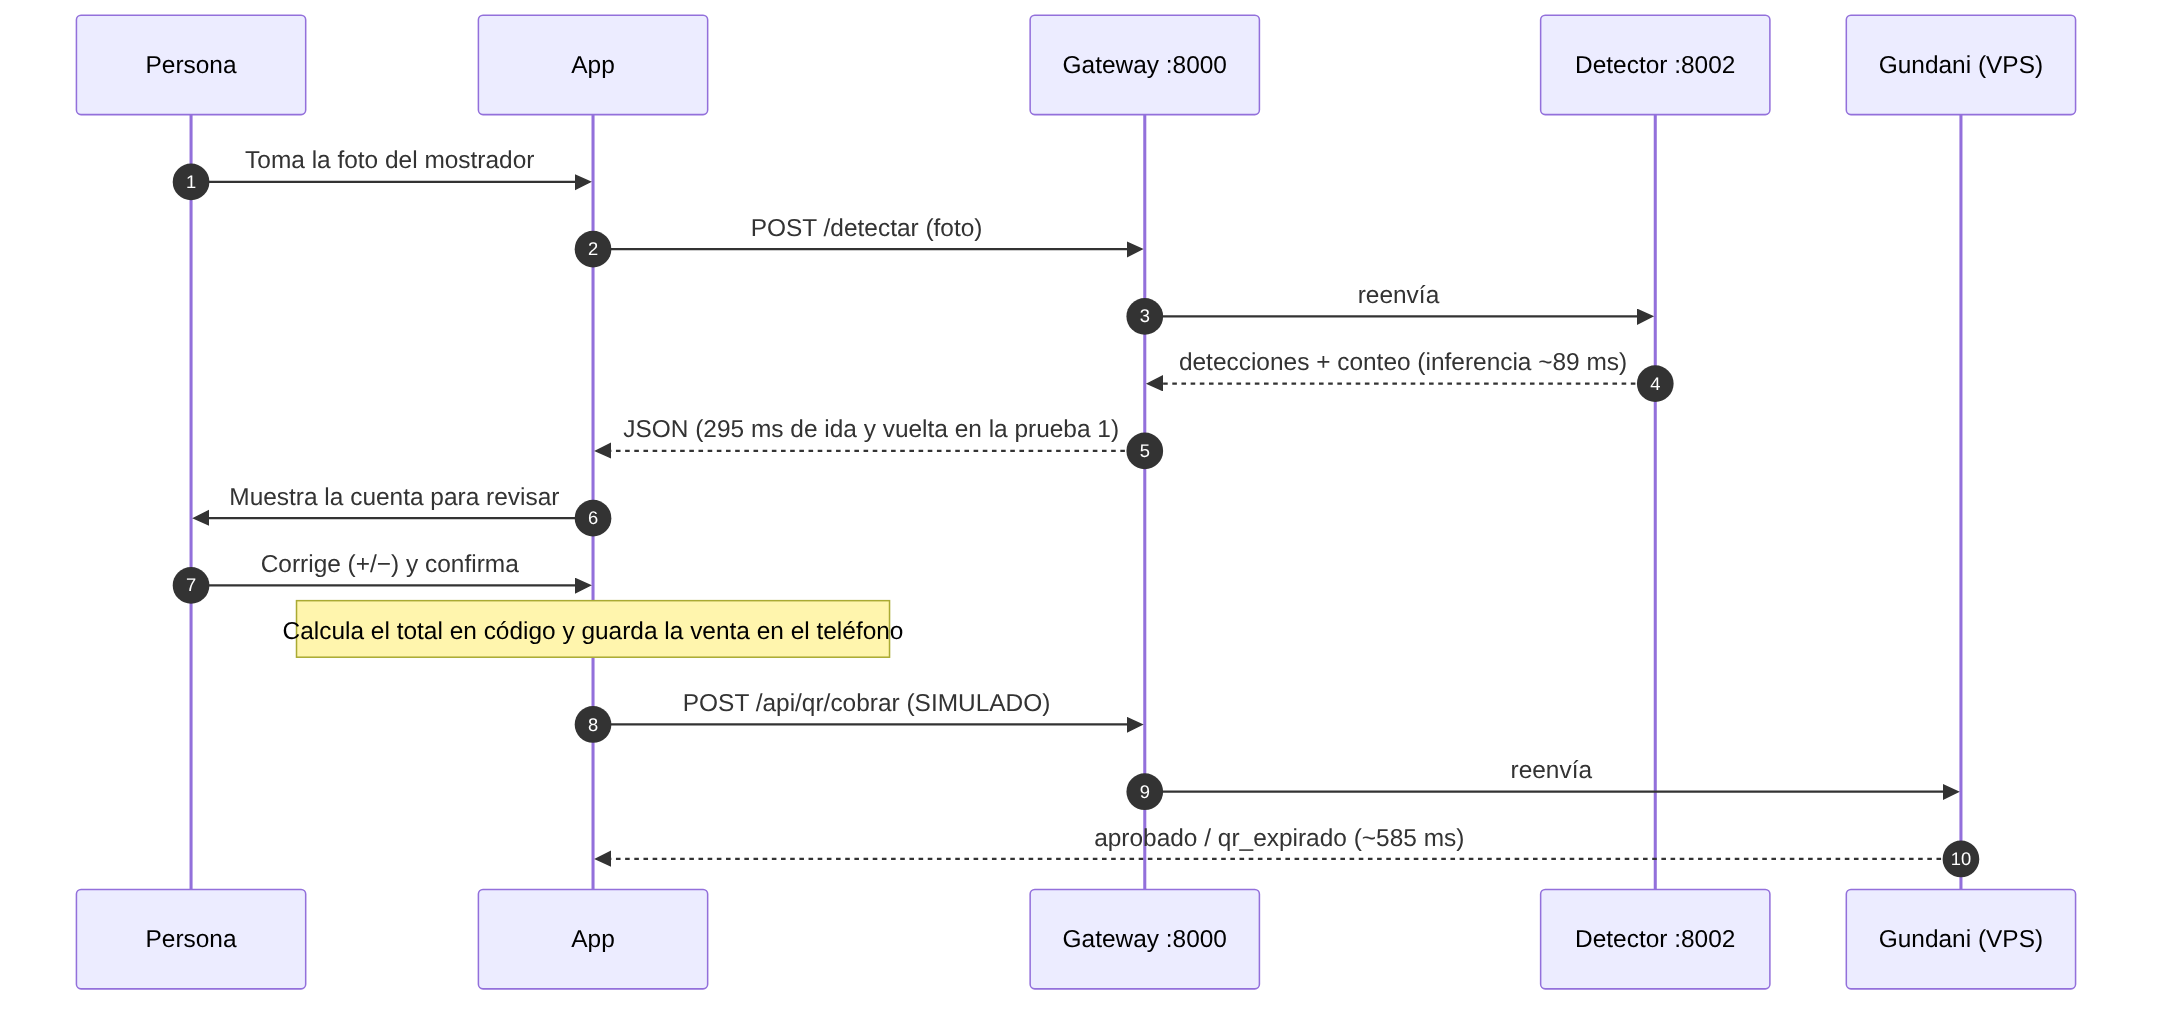 Persona
App
Gateway :8000
Detector :8002
Gundani (VPS)
Toma la foto del mostrador
1
POST /detectar (foto)
2
reenvía
3
detecciones + conteo (inferencia ~89 ms)
4
JSON (295 ms de ida y vuelta en la prueba 1)
5
Muestra la cuenta para revisar
6
Corrige (+/−) y confirma
7
Calcula el total en código y guarda la venta en el teléfono
POST /api/qr/cobrar (SIMULADO)
8
reenvía
9
aprobado / qr_expirado (~585 ms)
10
Persona
App
Gateway :8000
Detector :8002
Gundani (VPS)